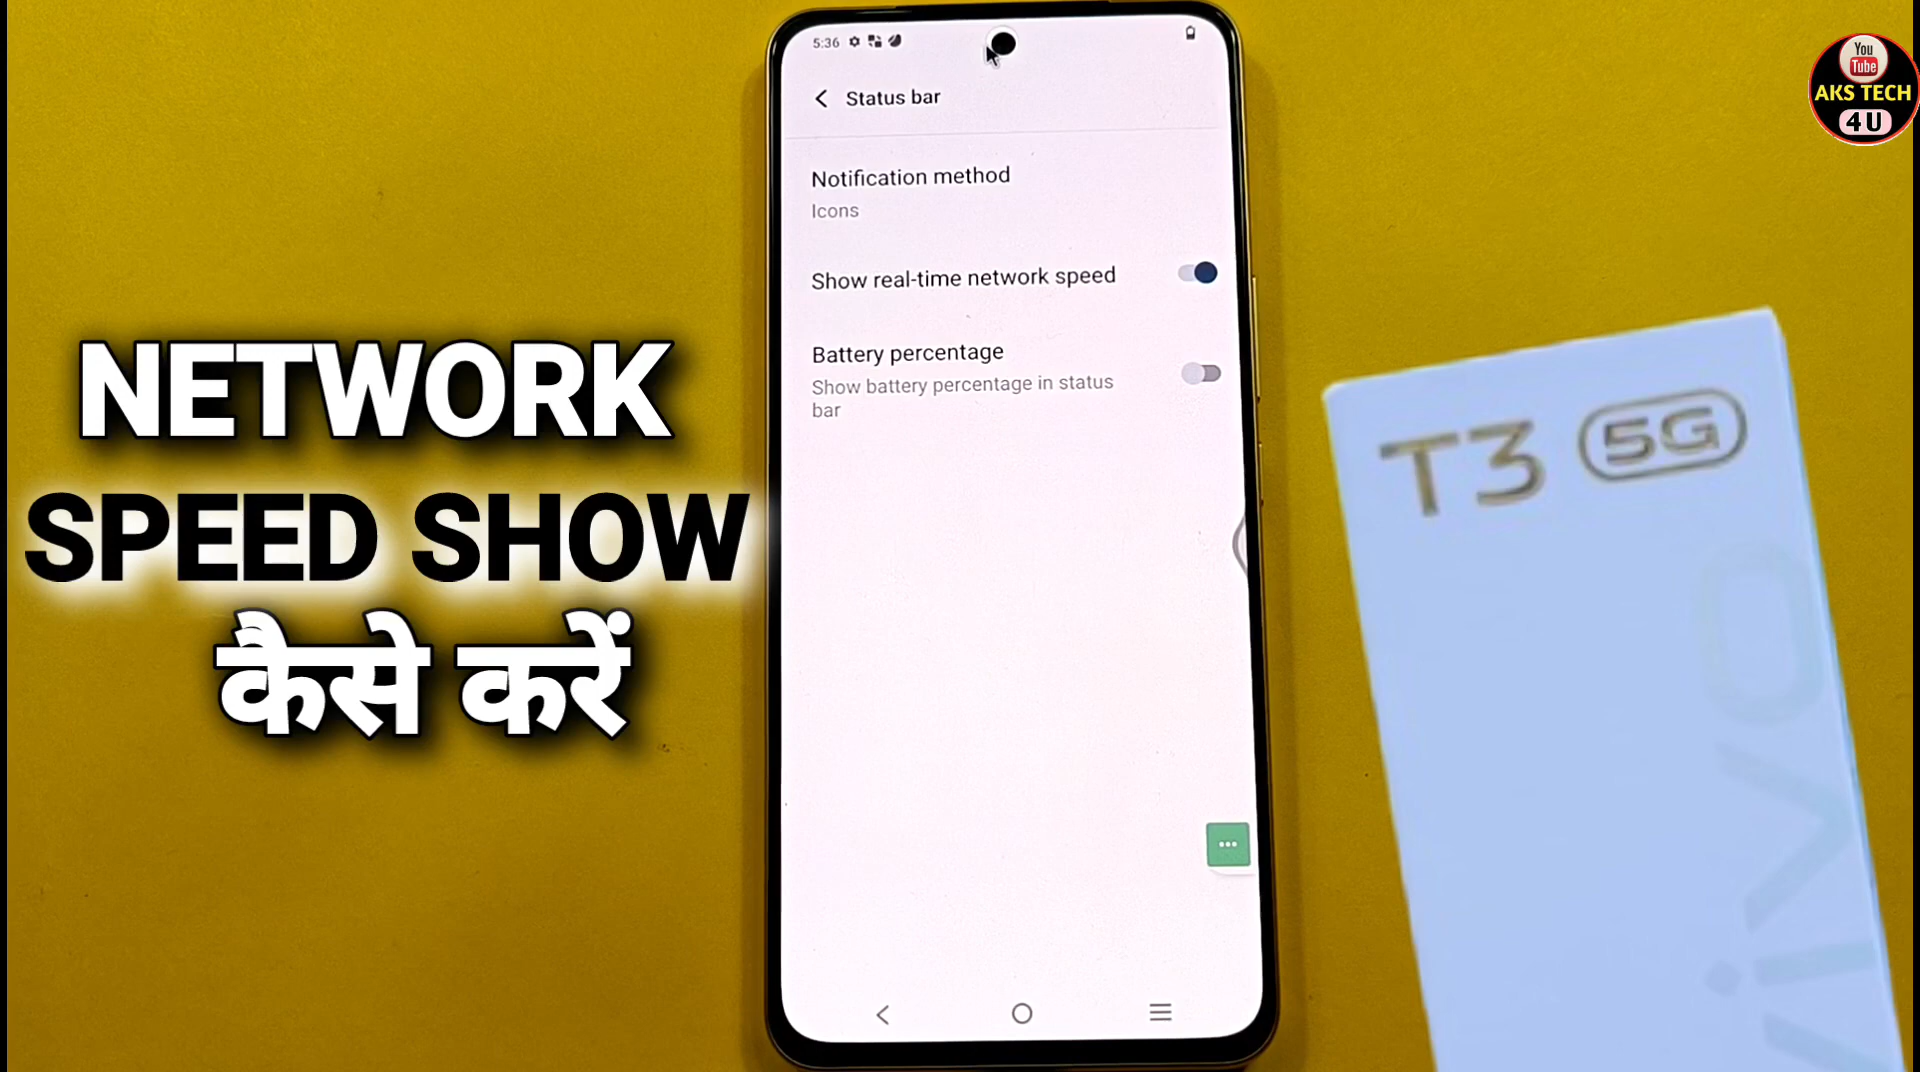 NETWORK
SPEED SHOW
कैसे करें
5:36
Status bar
Notification method
Icons
Show real-time network speed
Battery percentage
Show battery percentage in status
bar
T3 5G
vivo
You
Tube
AKS TECH
4U